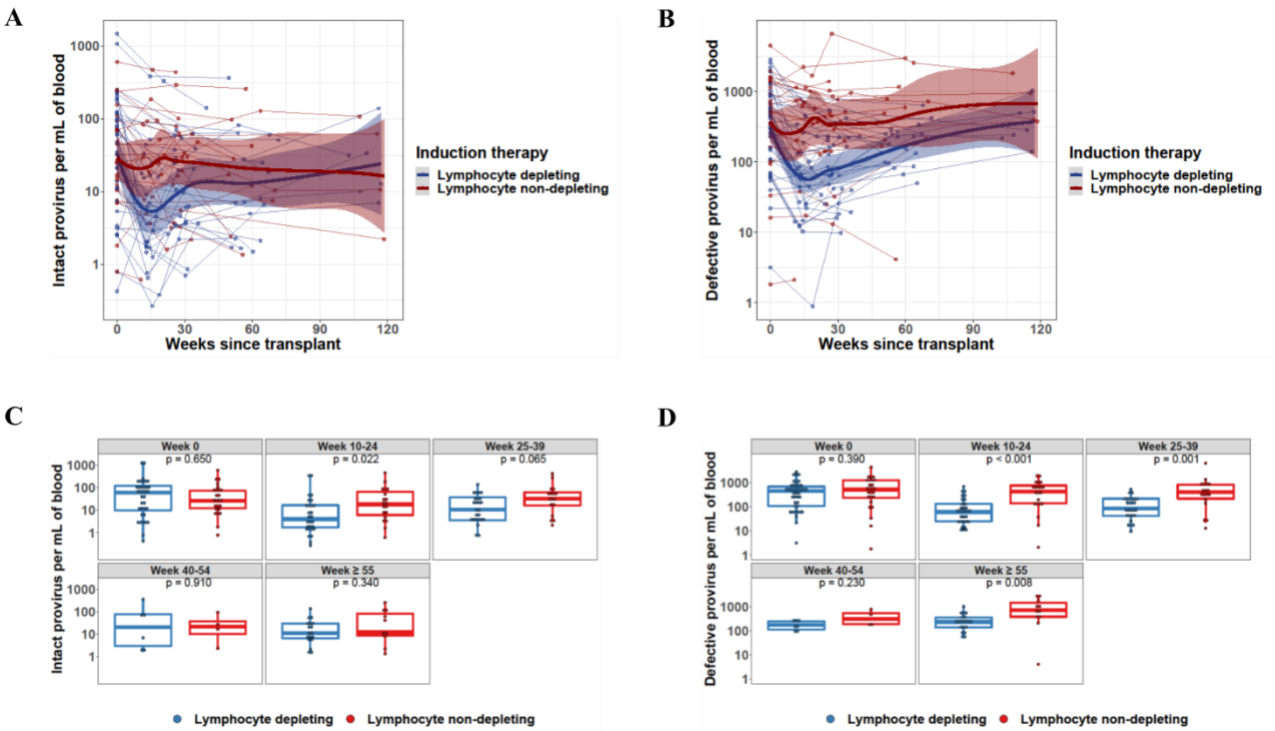 A
Intact provirus per mL of blood
1000
100
10
1
0 30 60 90 120
Weeks since transplant
Induction therapy
Lymphocyte depleting
Lymphocyte non-depleting
B
Defective provirus per mL of blood
1000
100
10
1
0 30 60 90 120
Weeks since transplant
Induction therapy
Lymphocyte depleting
Lymphocyte non-depleting
C
Intact provirus per mL of blood
Week 0 Week 10-24 Week 25-39
p = 0.650 p = 0.022 p = 0.065
1000
100
10
1
Week 40-54 Week ≥ 55
p = 0.910 p = 0.340
1000
100
10
1
Lymphocyte depleting Lymphocyte non-depleting
D
Defective provirus per mL of blood
Week 0 Week 10-24 Week 25-39
p = 0.390 p < 0.001 p = 0.001
1000
100
10
1
Week 40-54 Week ≥ 55
p = 0.230 p = 0.008
1000
100
10
1
Lymphocyte depleting Lymphocyte non-depleting